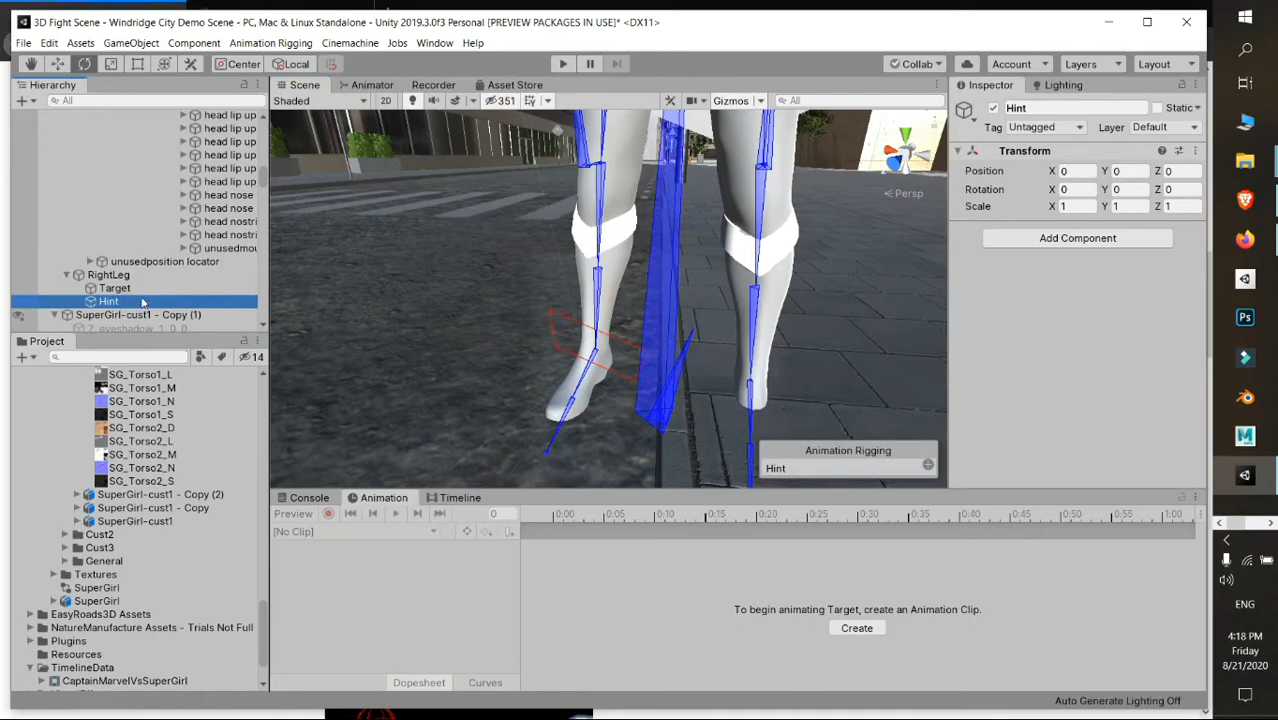 3D Fight Scene - Windridge City Demo Scene - PC, Mac & Linux Standalone - Unity 2019.3.0f3 Personal [PREVIEW PACKAGES IN USE]* <DX11>
File Edit Assets GameObject Component Animation Rigging Cinemachine Jobs Window Help
Center Local Collab Account Layers Layout
Hierarchy Scene Animator Recorder Asset Store Inspector Lighting
All Shaded 2D 351 Gizmos All Hint Static
Tag Untagged Layer Default
head lip up
head lip up
head lip up
head lip up
head lip up
head lip up
head nose
head nose
head nostri
head nostri
unusedmou
unusedposition locator
RightLeg
Target
Hint
SuperGirl-cust1 - Copy (1)
Z_eyeshadow_1_0_0
Persp
Animation Rigging
Hint
Transform
Position X 0 Y 0 Z 0
Rotation X 0 Y 0 Z 0
Scale X 1 Y 1 Z 1
Add Component
Project
14
SG_Torso1_L
SG_Torso1_M
SG_Torso1_N
SG_Torso1_S
SG_Torso2_D
SG_Torso2_L
SG_Torso2_M
SG_Torso2_N
SG_Torso2_S
SuperGirl-cust1 - Copy (2)
SuperGirl-cust1 - Copy
SuperGirl-cust1
Cust2
Cust3
General
Textures
SuperGirl
SuperGirl
EasyRoads3D Assets
NatureManufacture Assets - Trials Not Full
Plugins
Resources
TimelineData
CaptainMarvelVsSuperGirl
Console Animation Timeline
Preview 0 0:00 0:05 0:10 0:15 0:20 0:25 0:30 0:35 0:40 0:45 0:50 0:55 1:00
[No Clip]
To begin animating Target, create an Animation Clip.
Create
Dopesheet Curves
Auto Generate Lighting Off
Ps
M
ENG
4:18 PM
Friday
8/21/2020